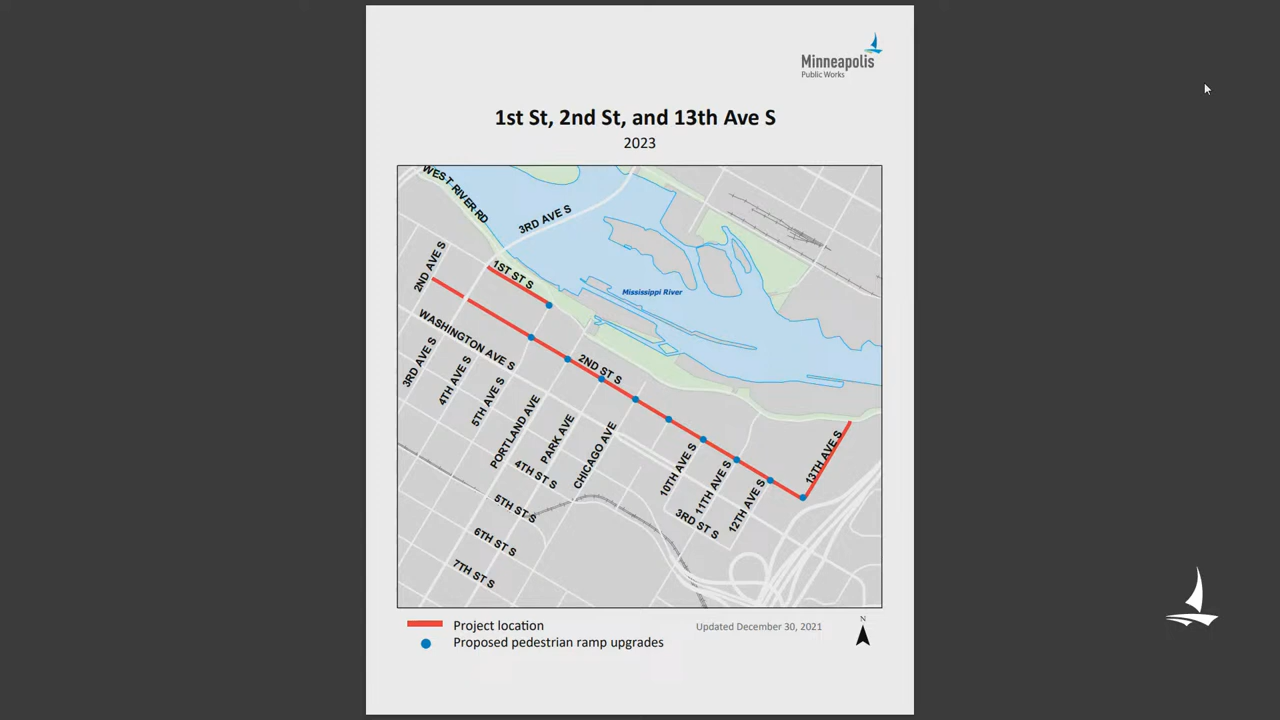 Minneapolis
Public Works
1st St, 2nd St, and 13th Ave S
2023
WEST RIVER RD
3RD AVE S
2ND AVE S
1ST ST S
Mississippi River
WASHINGTON AVE S
2ND ST S
3RD AVE S
4TH AVE S
5TH AVE S
PORTLAND AVE
PARK AVE
CHICAGO AVE
10TH AVE S
11TH AVE S
12TH AVE S
13TH AVE S
4TH ST S
3RD ST S
5TH ST S
6TH ST S
7TH ST S
Project location
Updated December 30, 2021
N
Proposed pedestrian ramp upgrades